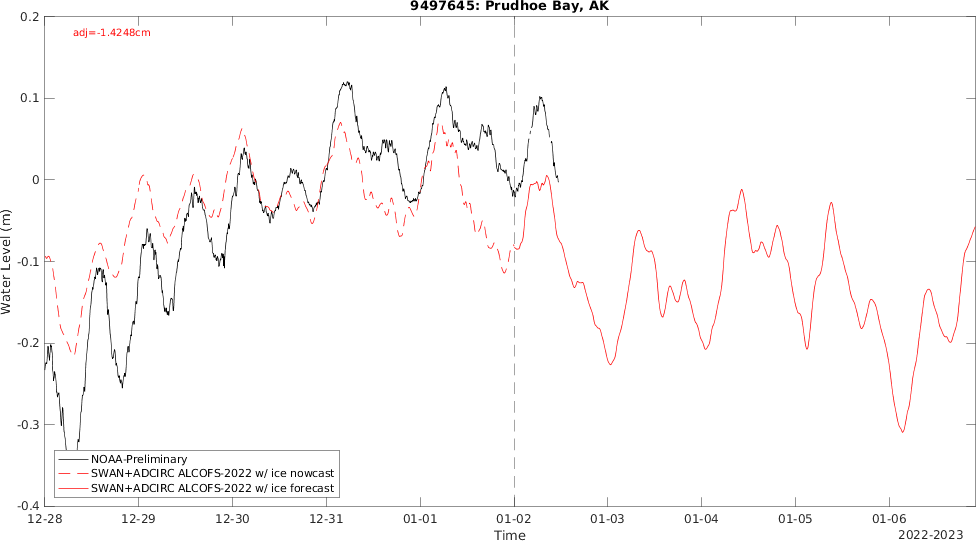 9497645: Prudhoe Bay, AK
adj=-1.4248cm
0.2
0.1
0
-0.1
-0.2
-0.3
-0.4
Water Level (m)
NOAA-Preliminary
SWAN+ADCIRC ALCOFS-2022 w/ ice nowcast
SWAN+ADCIRC ALCOFS-2022 w/ ice forecast
12-28 12-29 12-30 12-31 01-01 01-02 01-03 01-04 01-05 01-06
Time
2022-2023